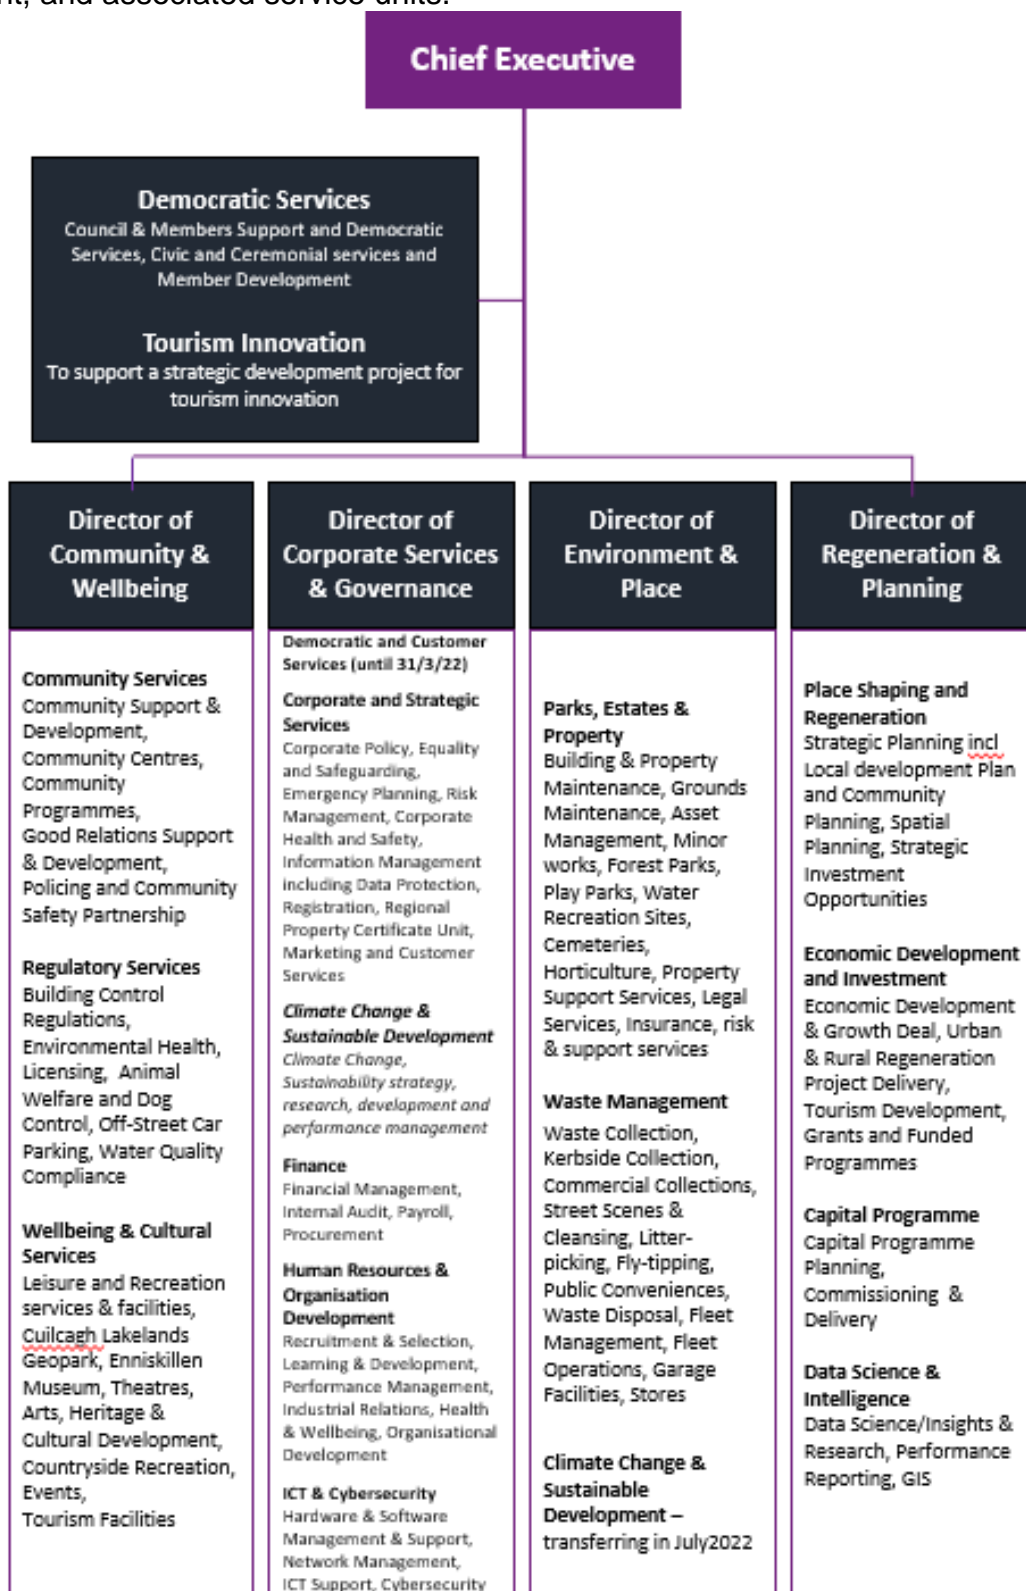 nt, and associated service units.
Chief Executive
Democratic Services
Council & Members Support and Democratic
Services, Civic and Ceremonial services and
Member Development
Tourism Innovation
To support a strategic development project for
tourism innovation
Director of
Community &
Wellbeing
Community Services
Community Support &
Development,
Community Centres,
Community
Programmes,
Good Relations Support
& Development,
Policing and Community
Safety Partnership
Regulatory Services
Building Control
Regulations,
Environmental Health,
Licensing, Animal
Welfare and Dog
Control, Off-Street Car
Parking, Water Quality
Compliance
Wellbeing & Cultural
Services
Leisure and Recreation
services & facilities,
Cuilcagh Lakelands
Geopark, Enniskillen
Museum, Theatres,
Arts, Heritage &
Cultural Development,
Countryside Recreation,
Events,
Tourism Facilities
Director of
Corporate Services
& Governance
Democratic and Customer
Services (until 31/3/22)
Corporate and Strategic
Services
Corporate Policy, Equality
and Safeguarding,
Emergency Planning, Risk
Management, Corporate
Health and Safety,
Information Management
including Data Protection,
Registration, Regional
Property Certificate Unit,
Marketing and Customer
Services
Climate Change &
Sustainable Development
Climate Change,
Sustainability strategy,
research, development and
performance management
Finance
Financial Management,
Internal Audit, Payroll,
Procurement
Human Resources &
Organisation
Development
Recruitment & Selection,
Learning & Development,
Performance Management,
Industrial Relations, Health
& Wellbeing, Organisational
Development
ICT & Cybersecurity
Hardware & Software
Management & Support,
Network Management,
ICT Support, Cybersecurity
Director of
Environment &
Place
Parks, Estates &
Property
Building & Property
Maintenance, Grounds
Maintenance, Asset
Management, Minor
works, Forest Parks,
Play Parks, Water
Recreation Sites,
Cemeteries,
Horticulture, Property
Support Services, Legal
Services, Insurance, risk
& support services
Waste Management
Waste Collection,
Kerbside Collection,
Commercial Collections,
Street Scenes &
Cleansing, Litter-
picking, Fly-tipping,
Public Conveniences,
Waste Disposal, Fleet
Management, Fleet
Operations, Garage
Facilities, Stores
Climate Change &
Sustainable
Development –
transferring in July2022
Director of
Regeneration &
Planning
Place Shaping and
Regeneration
Strategic Planning incl
Local development Plan
and Community
Planning, Spatial
Planning, Strategic
Investment
Opportunities
Economic Development
and Investment
Economic Development
& Growth Deal, Urban
& Rural Regeneration
Project Delivery,
Tourism Development,
Grants and Funded
Programmes
Capital Programme
Capital Programme
Planning,
Commissioning &
Delivery
Data Science &
Intelligence
Data Science/Insights &
Research, Performance
Reporting, GIS